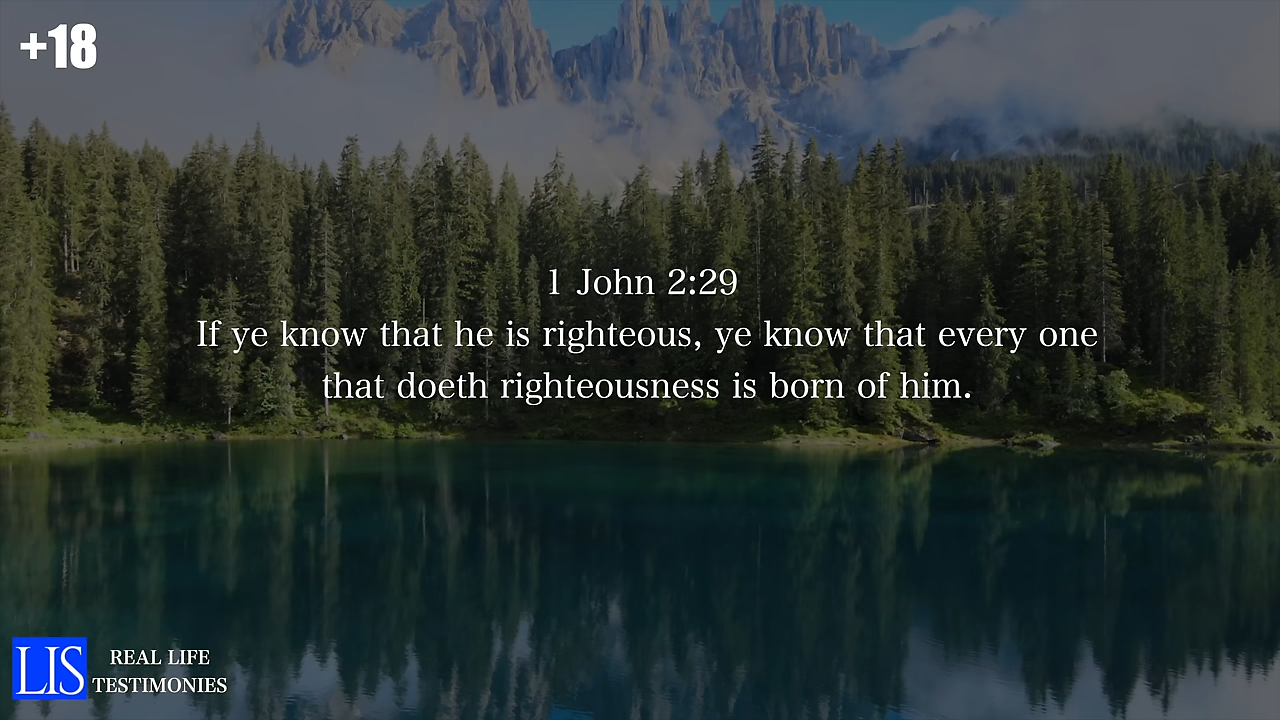 +18
1 John 2:29
If ye know that he is righteous, ye know that every one
that doeth righteousness is born of him.
LIS
REAL LIFE
TESTIMONIES